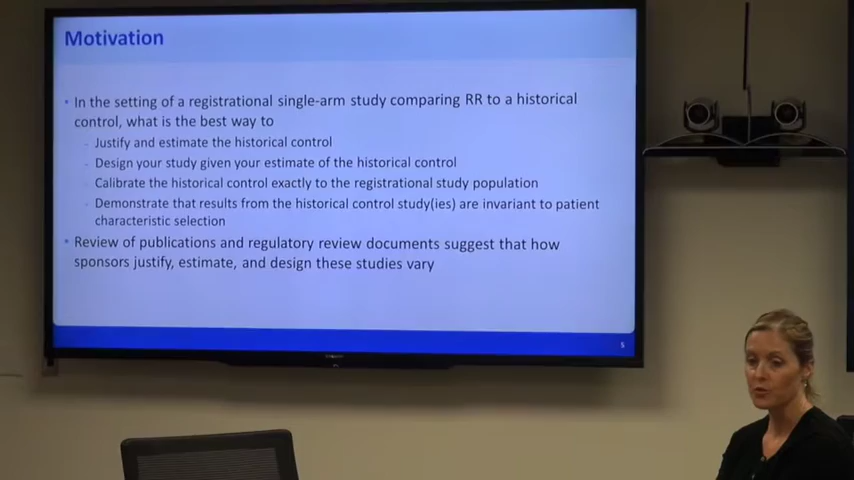 Motivation
• In the setting of a registrational single-arm study comparing RR to a historical
control, what is the best way to
- Justify and estimate the historical control
- Design your study given your estimate of the historical control
- Calibrate the historical control exactly to the registrational study population
- Demonstrate that results from the historical control study(ies) are invariant to patient
characteristic selection
• Review of publications and regulatory review documents suggest that how
sponsors justify, estimate, and design these studies vary
5